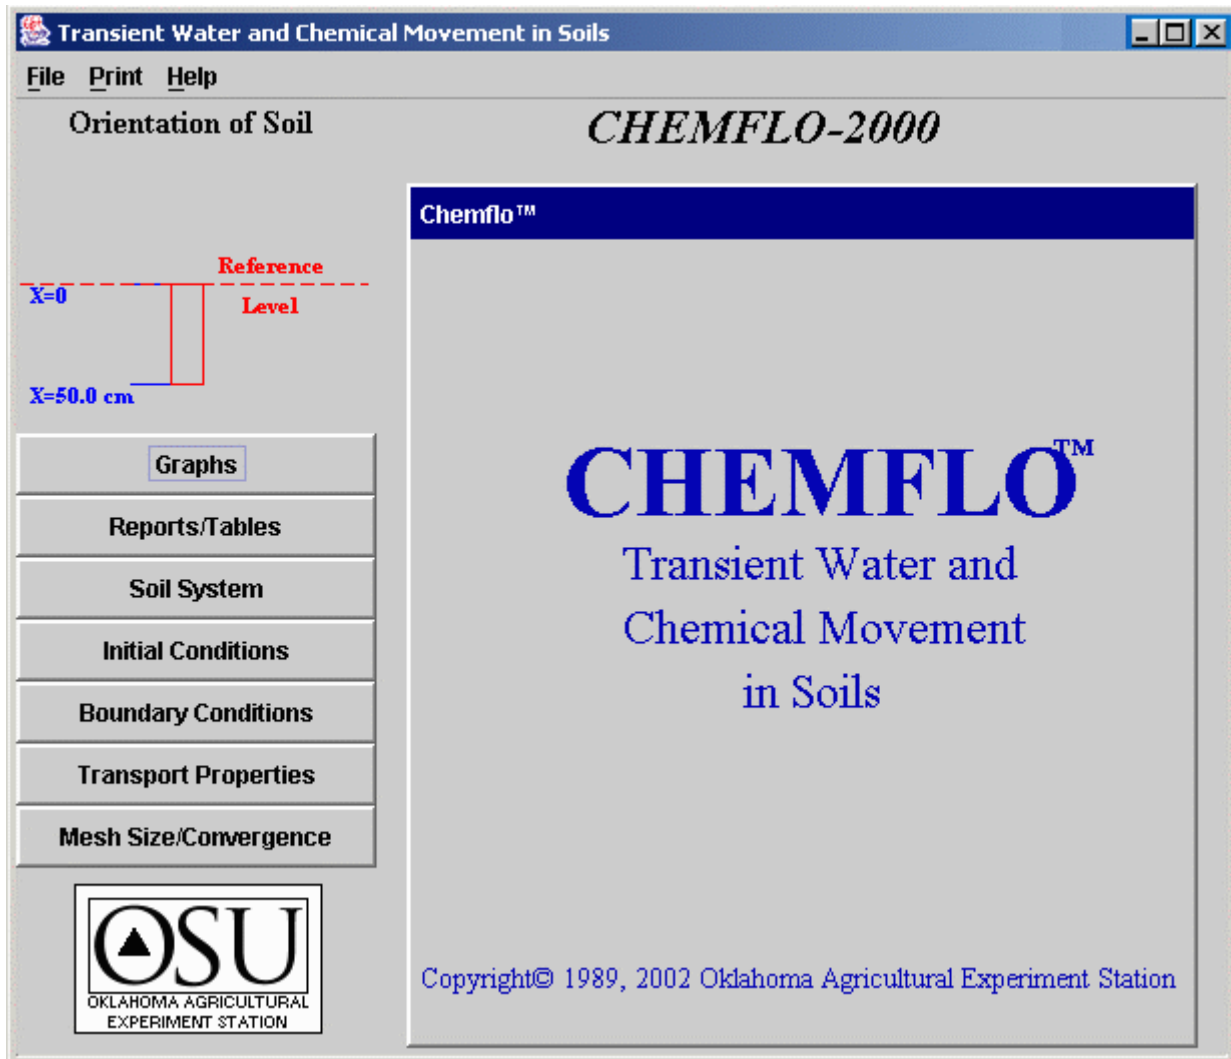 Transient Water and Chemical Movement in Soils
File Print Help
Orientation of Soil
CHEMFLO-2000
Chemflo™
Reference
X=0
Level
X=50.0 cm
Graphs
Reports/Tables
Soil System
Initial Conditions
Boundary Conditions
Transport Properties
Mesh Size/Convergence
CHEMFLO™
Transient Water and
Chemical Movement
in Soils
OSU
OKLAHOMA AGRICULTURAL
EXPERIMENT STATION
Copyright© 1989, 2002 Oklahoma Agricultural Experiment Station